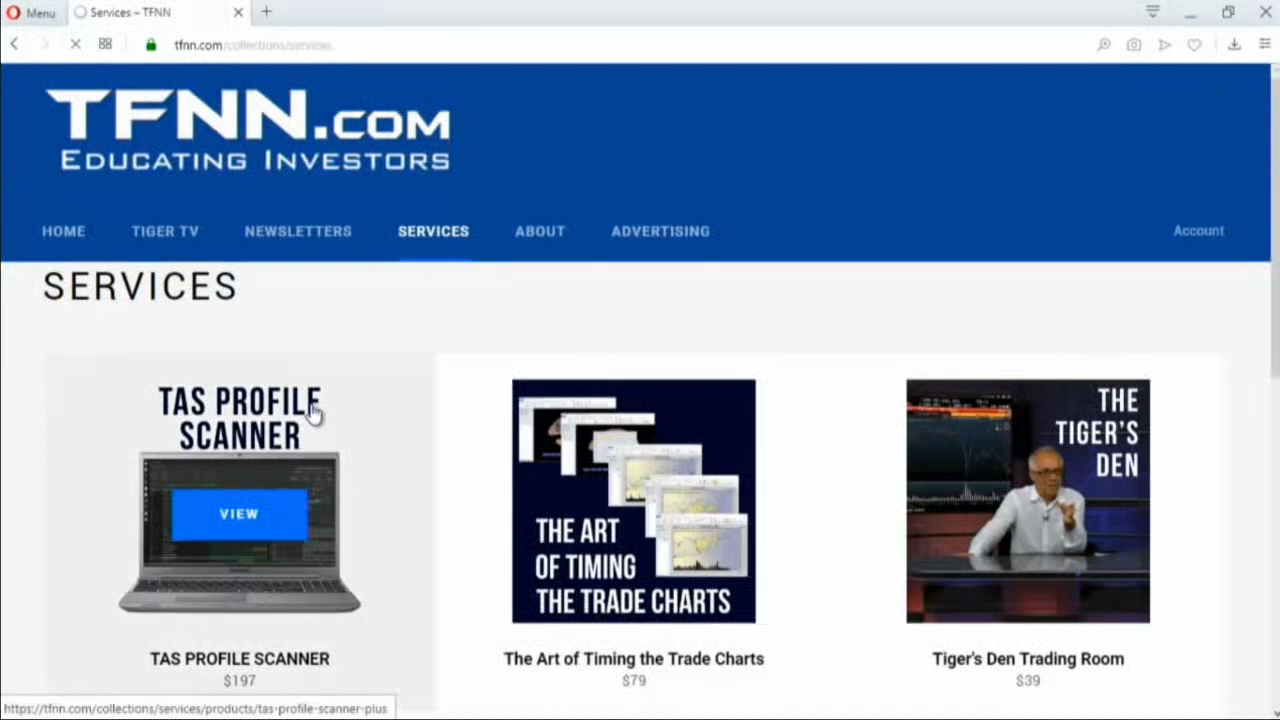 Menu
Services – TFNN
tfnn.com/collections/services.
TFNN.COM
EDUCATING INVESTORS
HOME TIGER TV NEWSLETTERS SERVICES ABOUT ADVERTISING Account
SERVICES
TAS PROFILE
SCANNER
VIEW
THE ART
OF TIMING
THE TRADE CHARTS
THE
TIGER'S
DEN
TAS PROFILE SCANNER
$197
The Art of Timing the Trade Charts
$79
Tiger's Den Trading Room
$39
https://tfnn.com/collections/services/products/tas-profile-scanner-plus